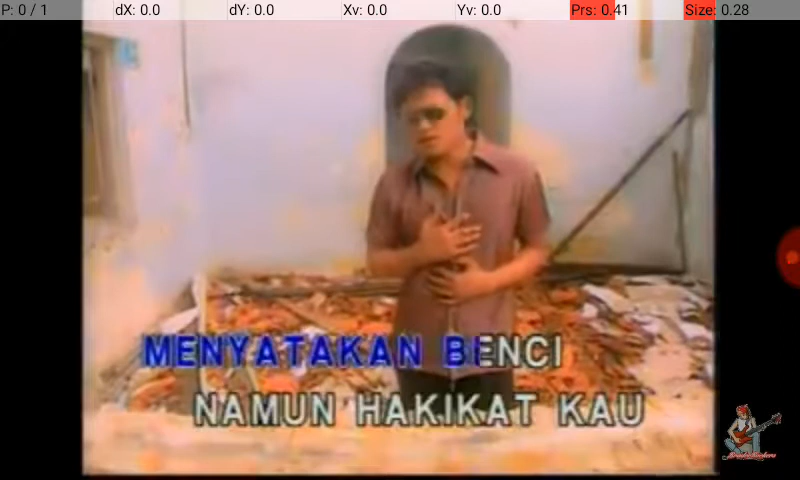 P: 0 / 1 dX: 0.0 dY: 0.0 Xv: 0.0 Yv: 0.0 Prs: 0.41 Size: 0.28
MENYATAKAN BENCI
NAMUN HAKIKAT KAU